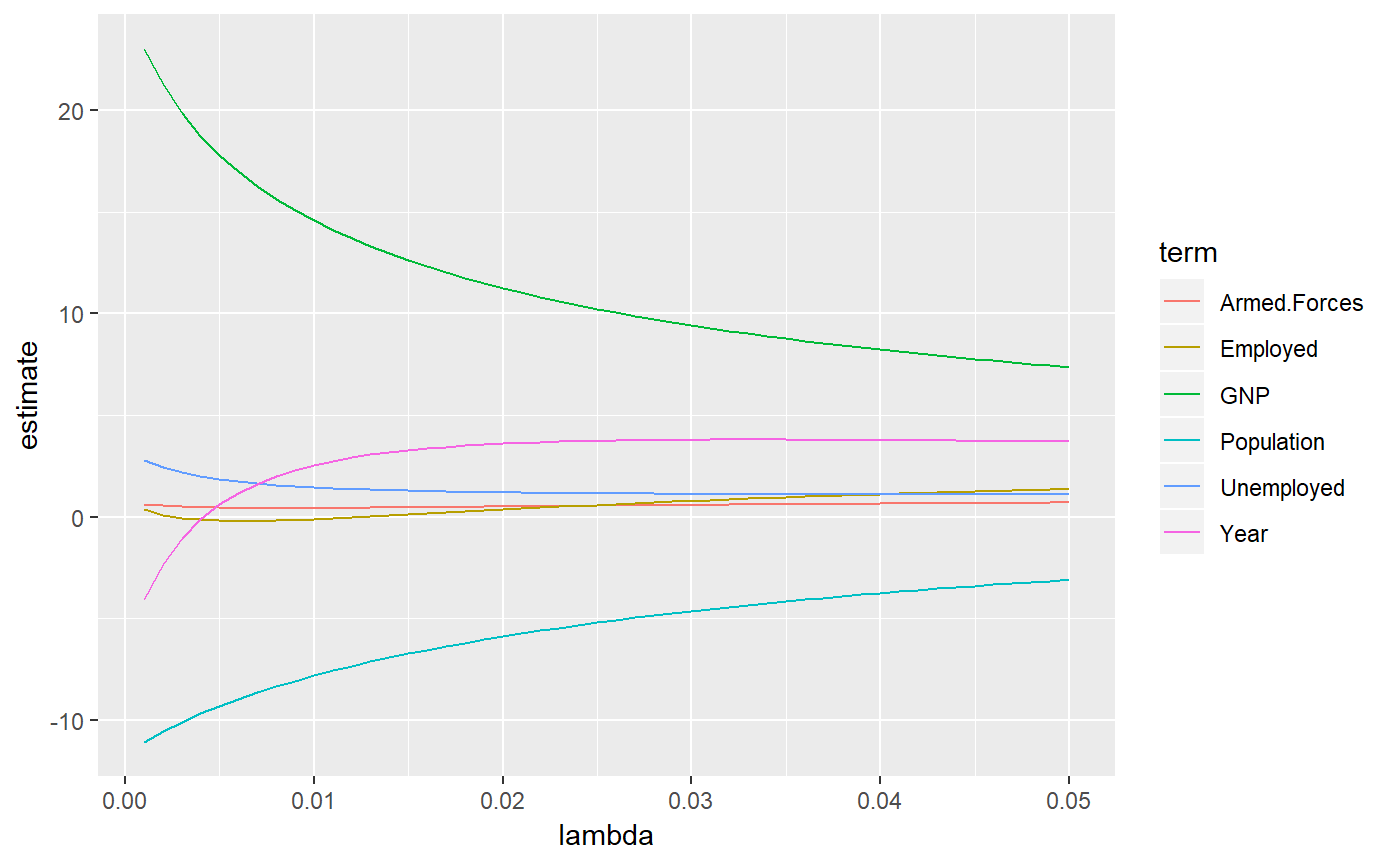 estimate
20
10
0
-10
0.00 0.01 0.02 0.03 0.04 0.05
lambda
term
Armed.Forces
Employed
GNP
Population
Unemployed
Year